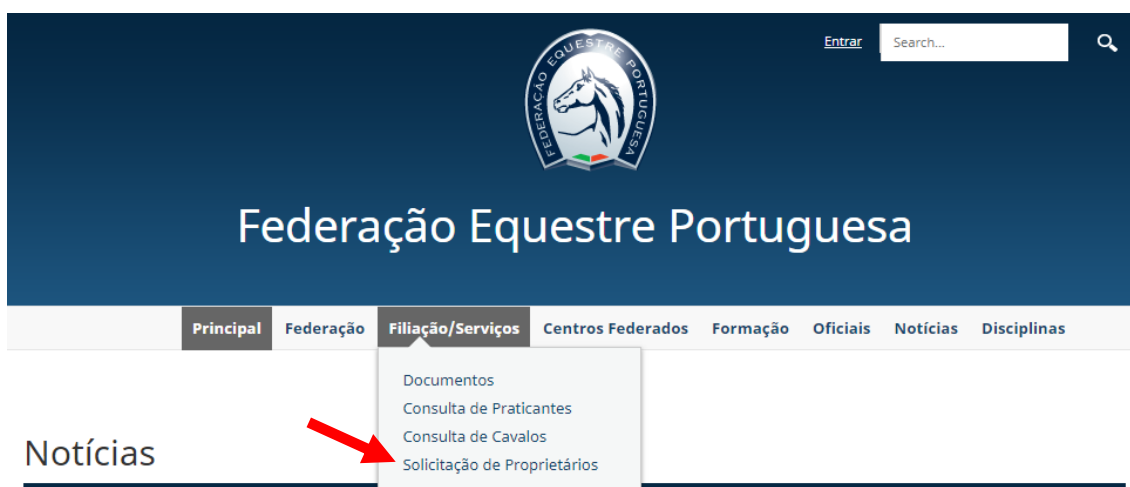 Entrar
Search...
FEDERAÇÃO EQUESTRE PORTUGUESA
Federação Equestre Portuguesa
Principal Federação Filiação/Serviços Centros Federados Formação Oficiais Notícias Disciplinas
Documentos
Consulta de Praticantes
Consulta de Cavalos
Solicitação de Proprietários
Notícias